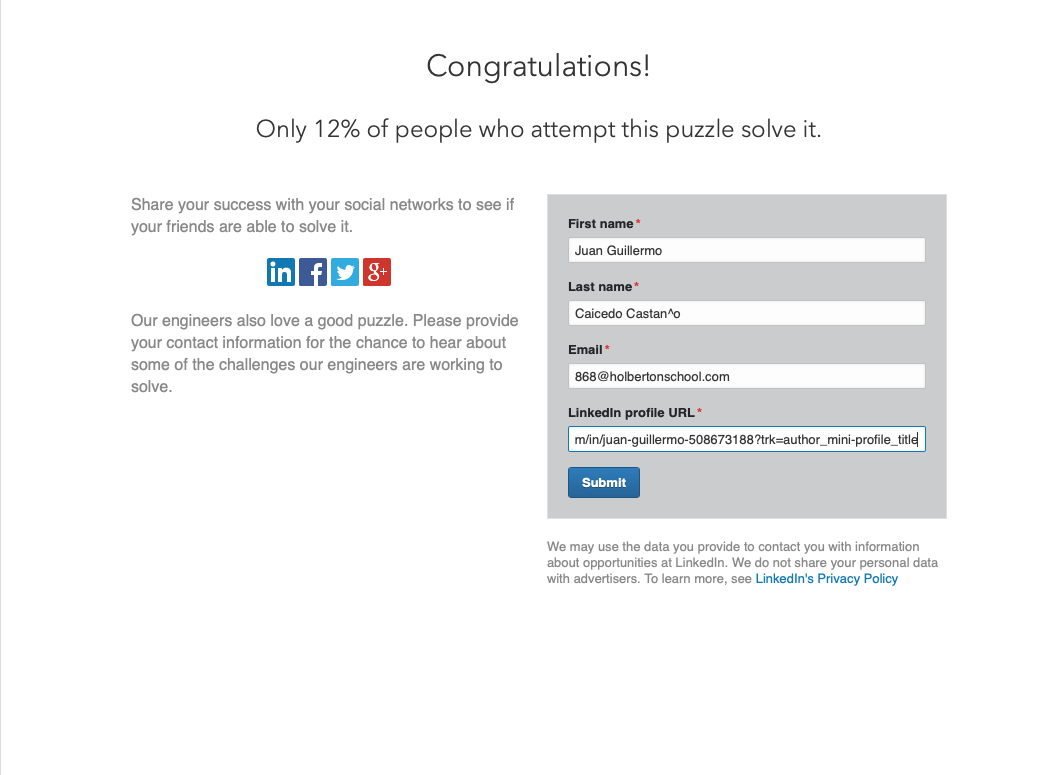 Congratulations!
Only 12% of people who attempt this puzzle solve it.
Share your success with your social networks to see if
your friends are able to solve it.
in f g+
Our engineers also love a good puzzle. Please provide
your contact information for the chance to hear about
some of the challenges our engineers are working to
solve.
First name*
Juan Guillermo
Last name*
Caicedo Castan^o
Email*
868@holbertonschool.com
LinkedIn profile URL*
m/in/juan-guillermo-508673188?trk=author_mini-profile_title
Submit
We may use the data you provide to contact you with information
about opportunities at LinkedIn. We do not share your personal data
with advertisers. To learn more, see LinkedIn's Privacy Policy